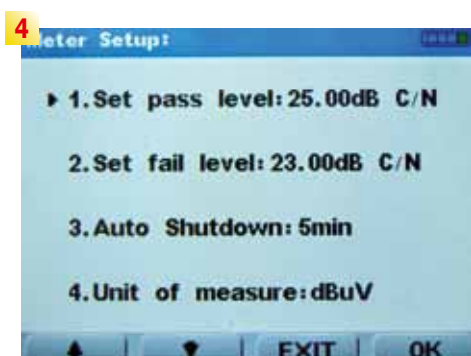 4
Meter Setup:
1.Set pass level:25.00dB C/N
2.Set fail level:23.00dB C/N
3.Auto Shutdown:5min
4.Unit of measure:dBuV
EXIT OK